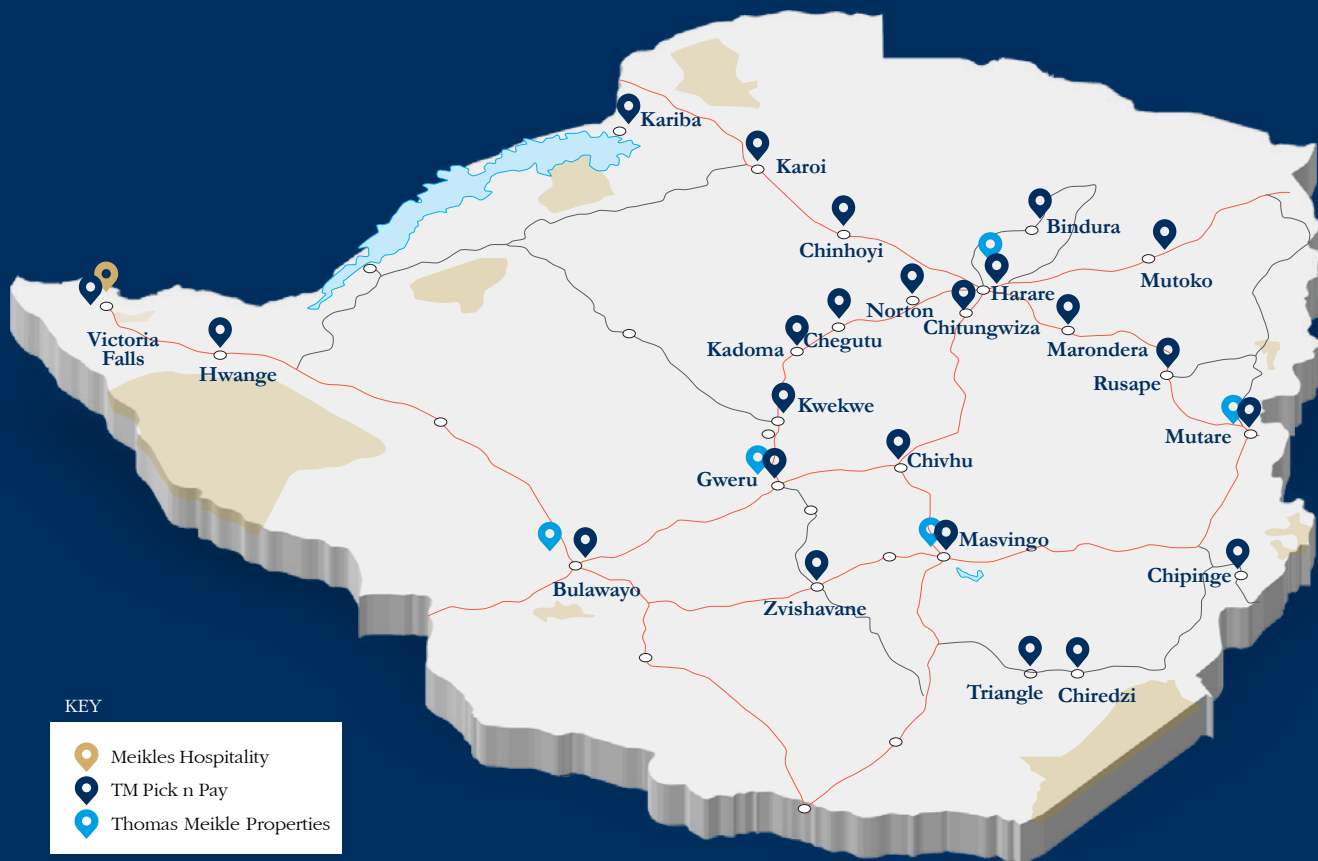 Kariba
Karoi
Bindura
Chinhoyi
Mutoko
Harare
Norton
Chitungwiza
Victoria
Falls
Chegutu
Kadoma
Marondera
Hwange
Rusape
Kwekwe
Mutare
Chivhu
Gweru
Masvingo
Chipinge
Bulawayo
Zvishavane
Triangle
Chiredzi
KEY
Meikles Hospitality
TM Pick n Pay
Thomas Meikle Properties